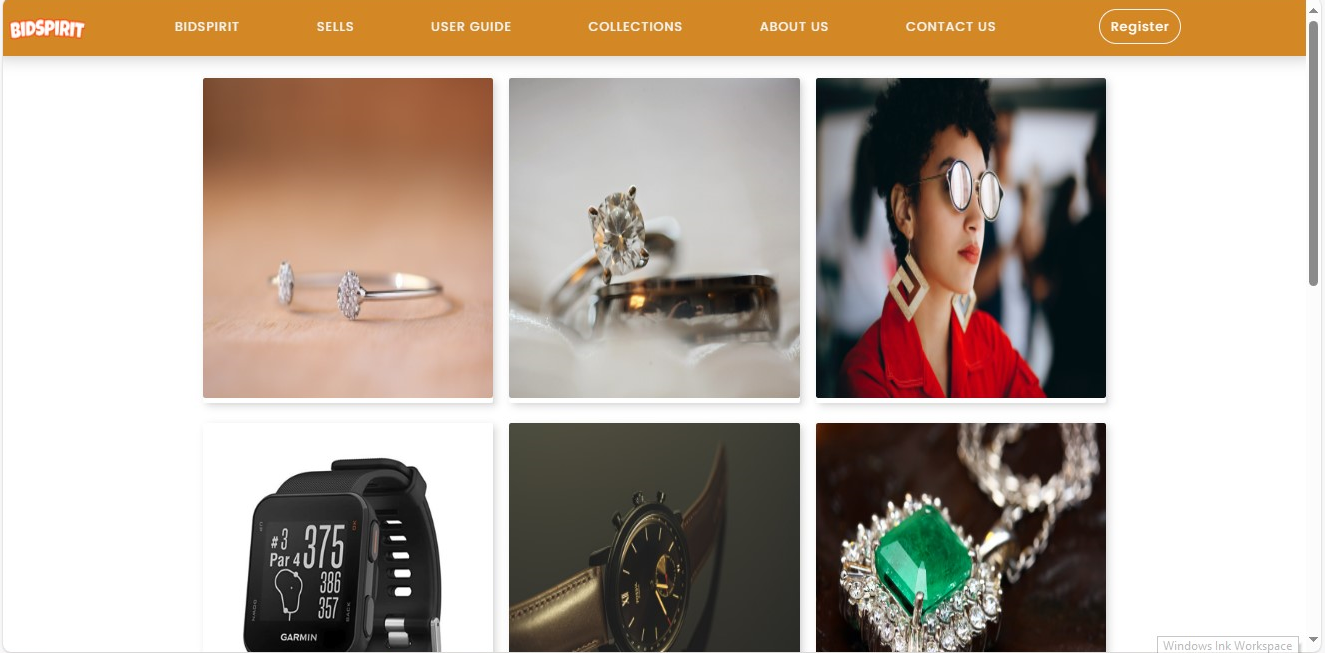 BIDSPIRIT
BIDSPIRIT SELLS USER GUIDE COLLECTIONS ABOUT US CONTACT US Register
#3 375
Par 4
386
357
GARMIN
XII
Windows Ink Workspace